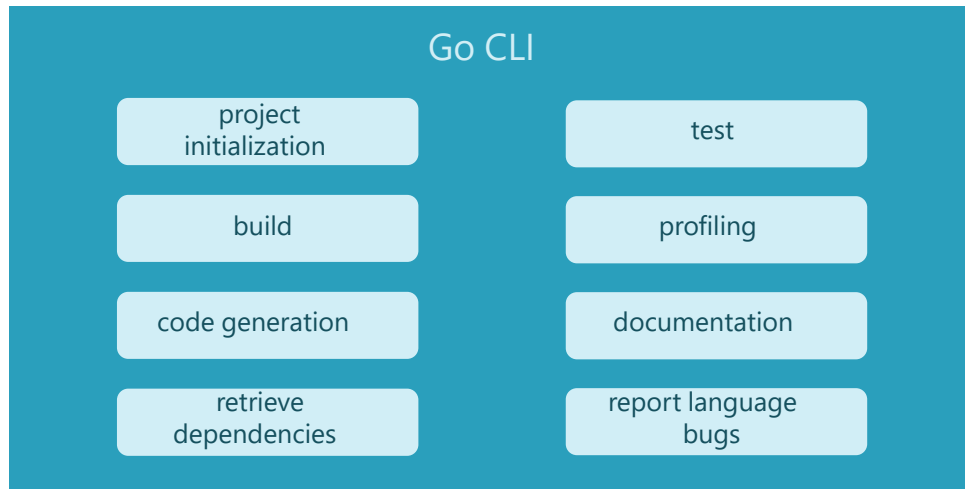 Go CLI
project
initialization
build
code generation
retrieve
dependencies
test
profiling
documentation
report language
bugs